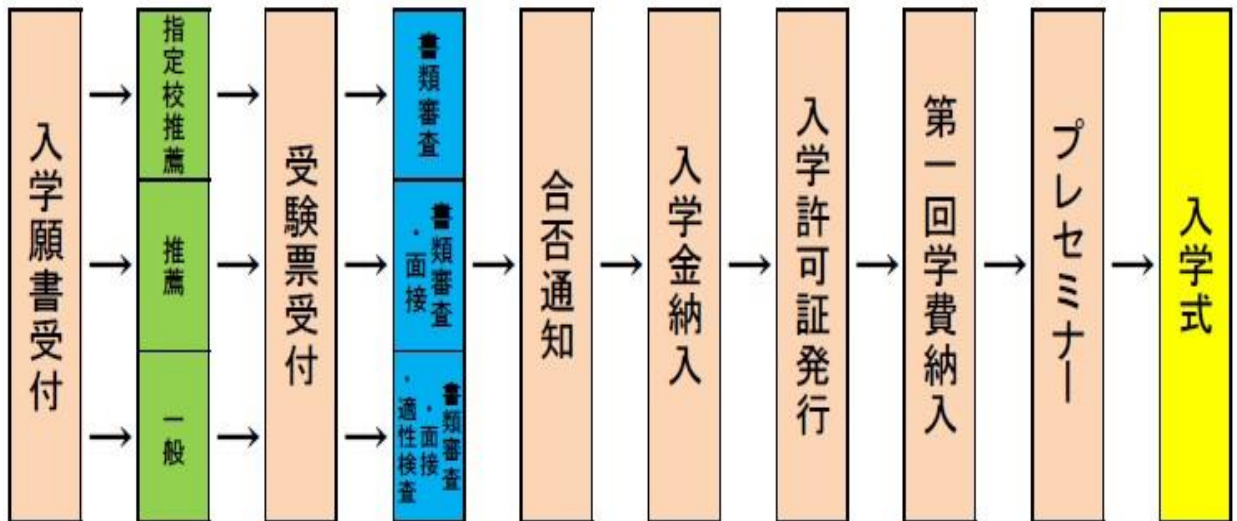 入学願書受付
指定校推薦
推薦
一般
受験票受付
書類審査
書類審査
・面接
書類審査
・面接
・適性検査
合否通知
入学金納入
入学許可証発行
第一回学費納入
プレセミナー
入学式